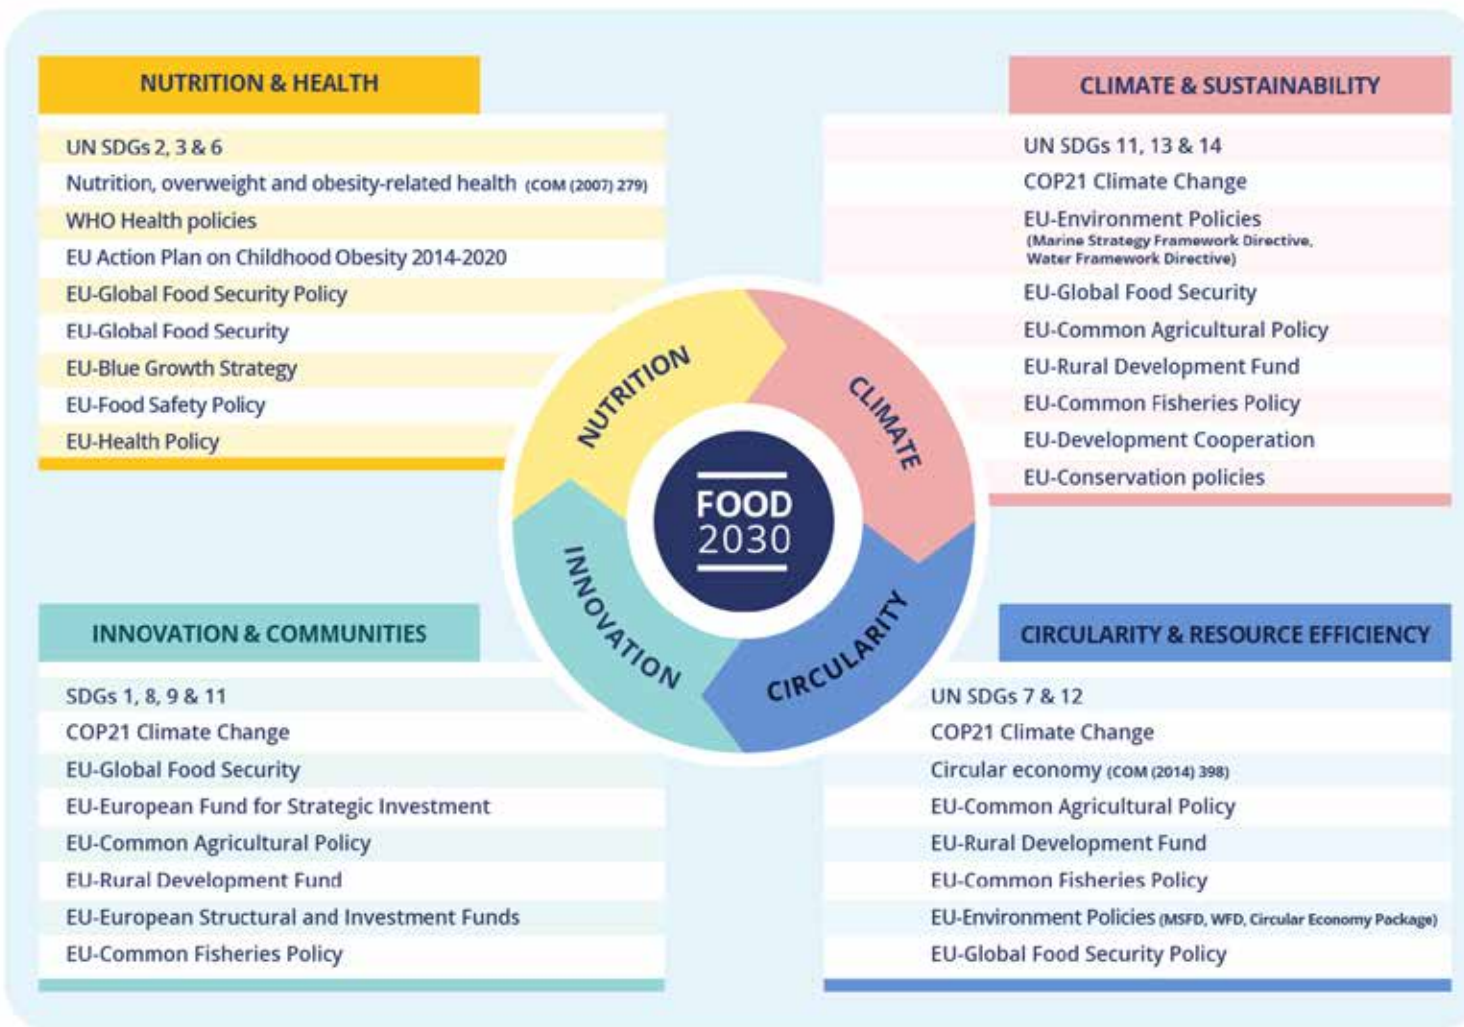 NUTRITION & HEALTH
UN SDGs 2, 3 & 6
Nutrition, overweight and obesity-related health (COM (2007) 279)
WHO Health policies
EU Action Plan on Childhood Obesity 2014-2020
EU-Global Food Security Policy
EU-Global Food Security
EU-Blue Growth Strategy
EU-Food Safety Policy
EU-Health Policy
CLIMATE & SUSTAINABILITY
UN SDGs 11, 13 & 14
COP21 Climate Change
EU-Environment Policies
(Marine Strategy Framework Directive,
Water Framework Directive)
EU-Global Food Security
EU-Common Agricultural Policy
EU-Rural Development Fund
EU-Common Fisheries Policy
EU-Development Cooperation
EU-Conservation policies
NUTRITION
CLIMATE
FOOD
2030
INNOVATION
CIRCULARITY
INNOVATION & COMMUNITIES
SDGs 1, 8, 9 & 11
COP21 Climate Change
EU-Global Food Security
EU-European Fund for Strategic Investment
EU-Common Agricultural Policy
EU-Rural Development Fund
EU-European Structural and Investment Funds
EU-Common Fisheries Policy
CIRCULARITY & RESOURCE EFFICIENCY
UN SDGs 7 & 12
COP21 Climate Change
Circular economy (COM (2014) 398)
EU-Common Agricultural Policy
EU-Rural Development Fund
EU-Common Fisheries Policy
EU-Environment Policies (MSFD, WFD, Circular Economy Package)
EU-Global Food Security Policy